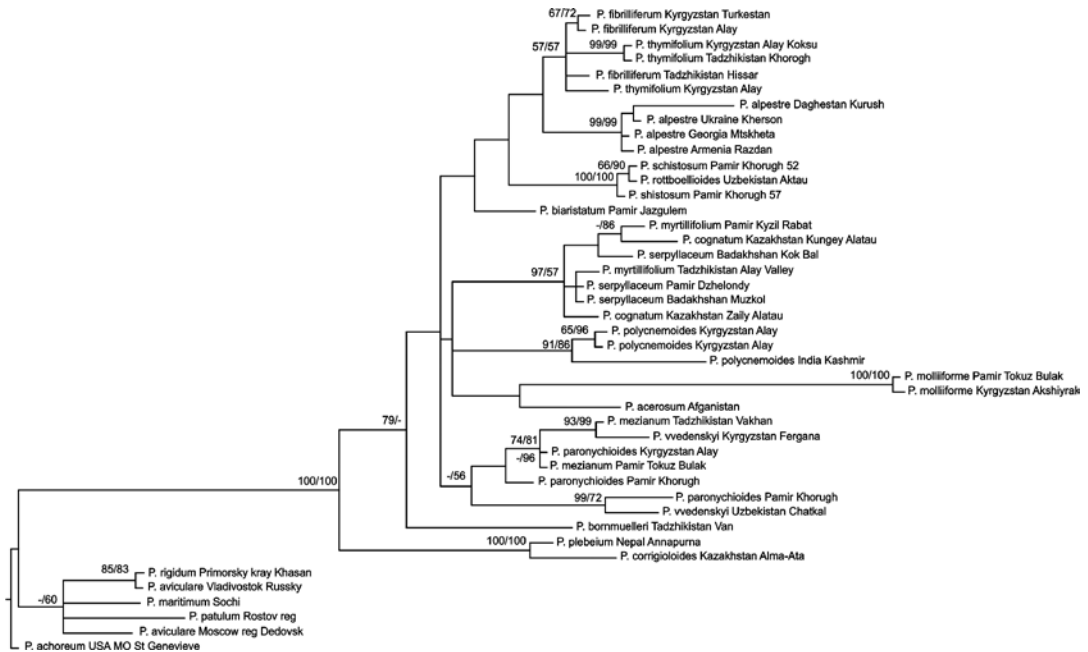 67/72
P. fibrilliferum Kyrgyzstan Turkestan
P. fibrilliferum Kyrgyzstan Alay
57/57
99/99
P. thymifolium Kyrgyzstan Alay Koksu
P. thymifolium Tadzhikistan Khorogh
P. fibrilliferum Tadzhikistan Hissar
P. thymifolium Kyrgyzstan Alay
P. alpestre Daghestan Kurush
99/99
P. alpestre Ukraine Kherson
P. alpestre Georgia Mtskheta
P. alpestre Armenia Razdan
66/90
P. schistosum Pamir Khorugh 52
100/100
P. rottboellioides Uzbekistan Aktau
P. shistosum Pamir Khorugh 57
P. biaristatum Pamir Jazgulem
-/86
P. myrtillifolium Pamir Kyzil Rabat
P. cognatum Kazakhstan Kungey Alatau
P. serpyllaceum Badakhshan Kok Bal
97/57
P. myrtillifolium Tadzhikistan Alay Valley
P. serpyllaceum Pamir Dzhelondy
P. serpyllaceum Badakhshan Muzkol
P. cognatum Kazakhstan Zaily Alatau
65/96
P. polycnemoides Kyrgyzstan Alay
91/86
P. polycnemoides Kyrgyzstan Alay
P. polycnemoides India Kashmir
100/100
P. molliiforme Pamir Tokuz Bulak
P. molliiforme Kyrgyzstan Akshiyrak
P. acerosum Afganistan
79/-
93/99
P. mezianum Tadzhikistan Vakhan
P. vvedenskyi Kyrgyzstan Fergana
74/81
P. paronychioides Kyrgyzstan Alay
-/96
P. mezianum Pamir Tokuz Bulak
-/56
P. paronychioides Pamir Khorugh
100/100
99/72
P. paronychioides Pamir Khorugh
P. vvedenskyi Uzbekistan Chatkal
P. bornmuelleri Tadzhikistan Van
100/100
P. plebeium Nepal Annapurna
P. corrigioloides Kazakhstan Alma-Ata
85/83
P. rigidum Primorsky kray Khasan
P. aviculare Vladivostok Russky
-/60
P. maritimum Sochi
P. patulum Rostov reg
P. aviculare Moscow reg Dedovsk
P. achoreum USA MO St Genevieve